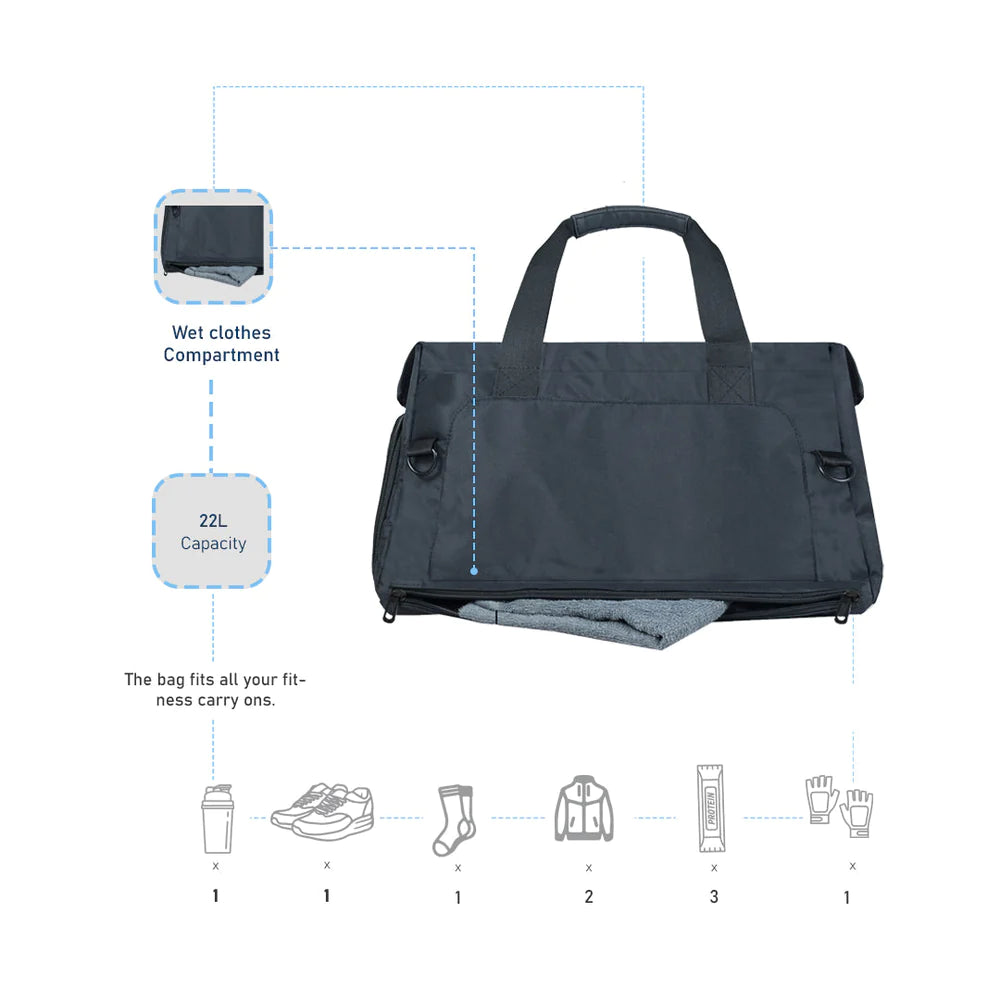 Wet clothes
Compartment
22L
Capacity
The bag fits all your fit-
ness carry ons.
PROTEIN
x x x x x x
1 1 1 2 3 1